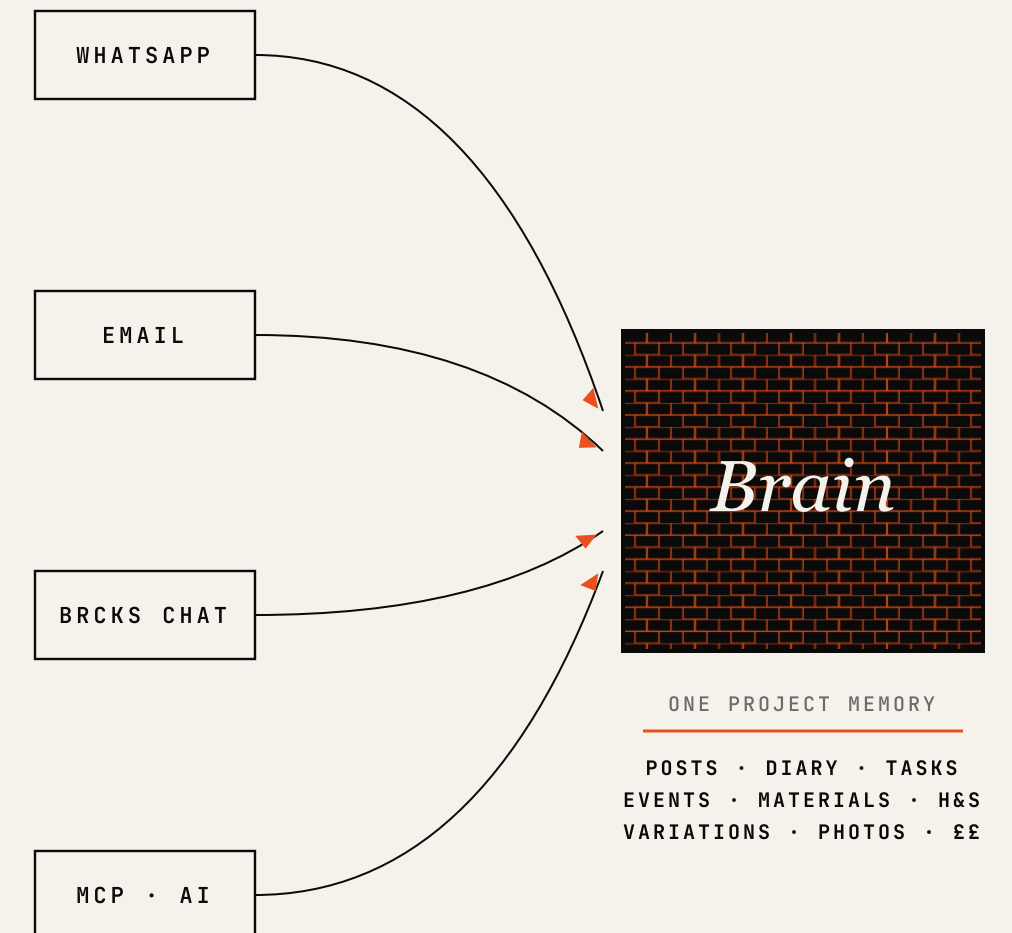 WHATSAPP
EMAIL
BRCKS CHAT
MCP · AI
Brain
ONE PROJECT MEMORY
POSTS · DIARY · TASKS
EVENTS · MATERIALS · H&S
VARIATIONS · PHOTOS · ££